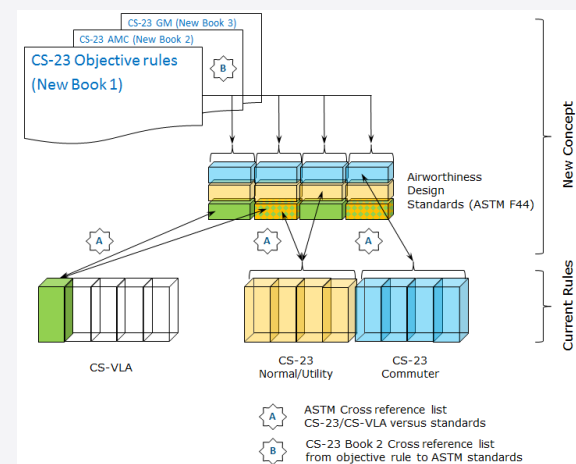 CS-23 GM (New Book 3)
CS-23 AMC (New Book 2)
CS-23 Objective rules
(New Book 1)
B
New Concept
Airworthiness
Design
Standards (ASTM F44)
A
A
A
Current Rules
CS-VLA
CS-23
Normal/Utility
CS-23
Commuter
A
ASTM Cross reference list
CS-23/CS-VLA versus standards
B
CS-23 Book 2 Cross reference list
from objective rule to ASTM standards